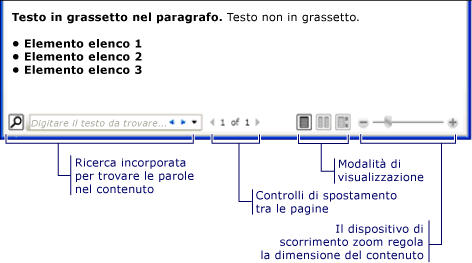 Testo in grassetto nel paragrafo. Testo non in grassetto.
● Elemento elenco 1
● Elemento elenco 2
● Elemento elenco 3
Digitare il testo da trovare...
1 of 1
Ricerca incorporata
per trovare le parole
nel contenuto
Modalità di
visualizzazione
Controlli di spostamento
tra le pagine
Il dispositivo di
scorrimento zoom regola
la dimensione del contenuto